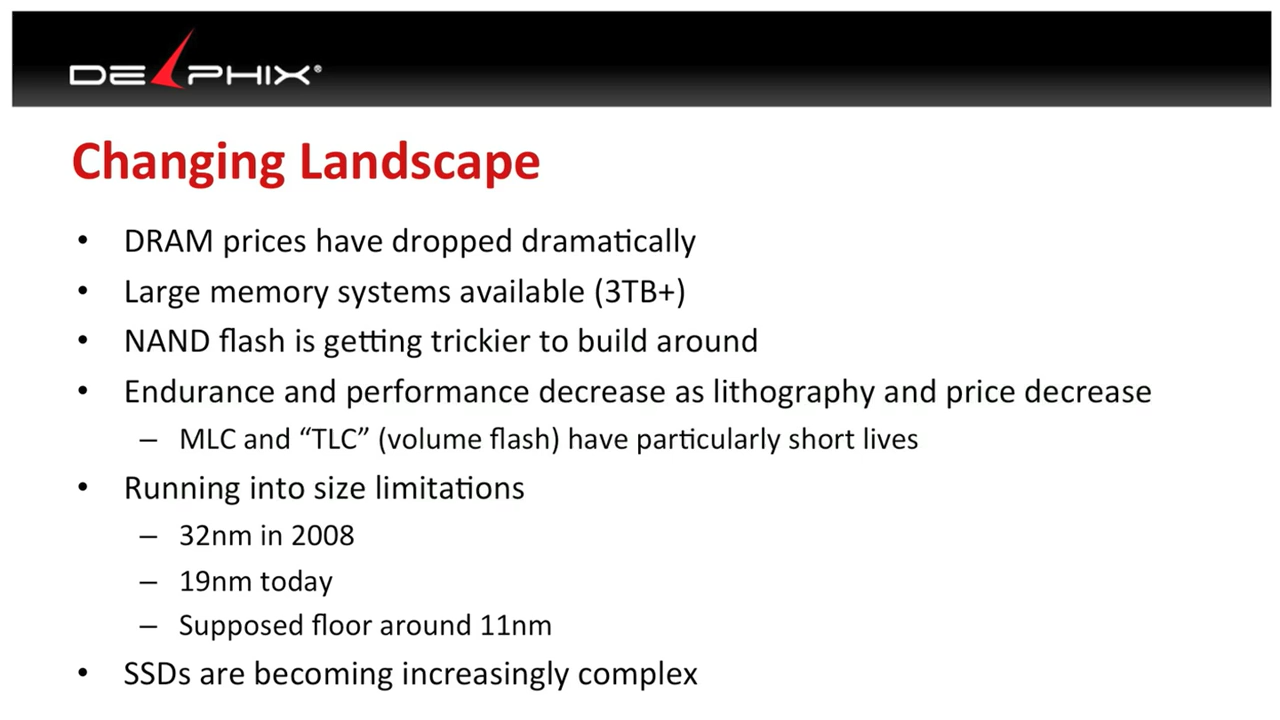 DELPHIX®
Changing Landscape
• DRAM prices have dropped dramatically
• Large memory systems available (3TB+)
• NAND flash is getting trickier to build around
• Endurance and performance decrease as lithography and price decrease
– MLC and “TLC” (volume flash) have particularly short lives
• Running into size limitations
– 32nm in 2008
– 19nm today
– Supposed floor around 11nm
• SSDs are becoming increasingly complex